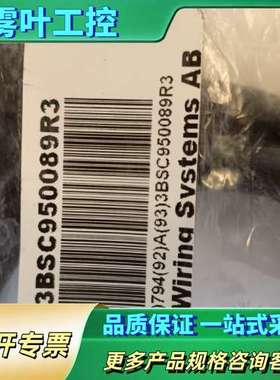 雾叶工控
3BSC950089R3
)794(92)A(93)3BSC950089R3
Wiring Systems AB
开专票
品质保证 一站式采
更多产品规格咨询客